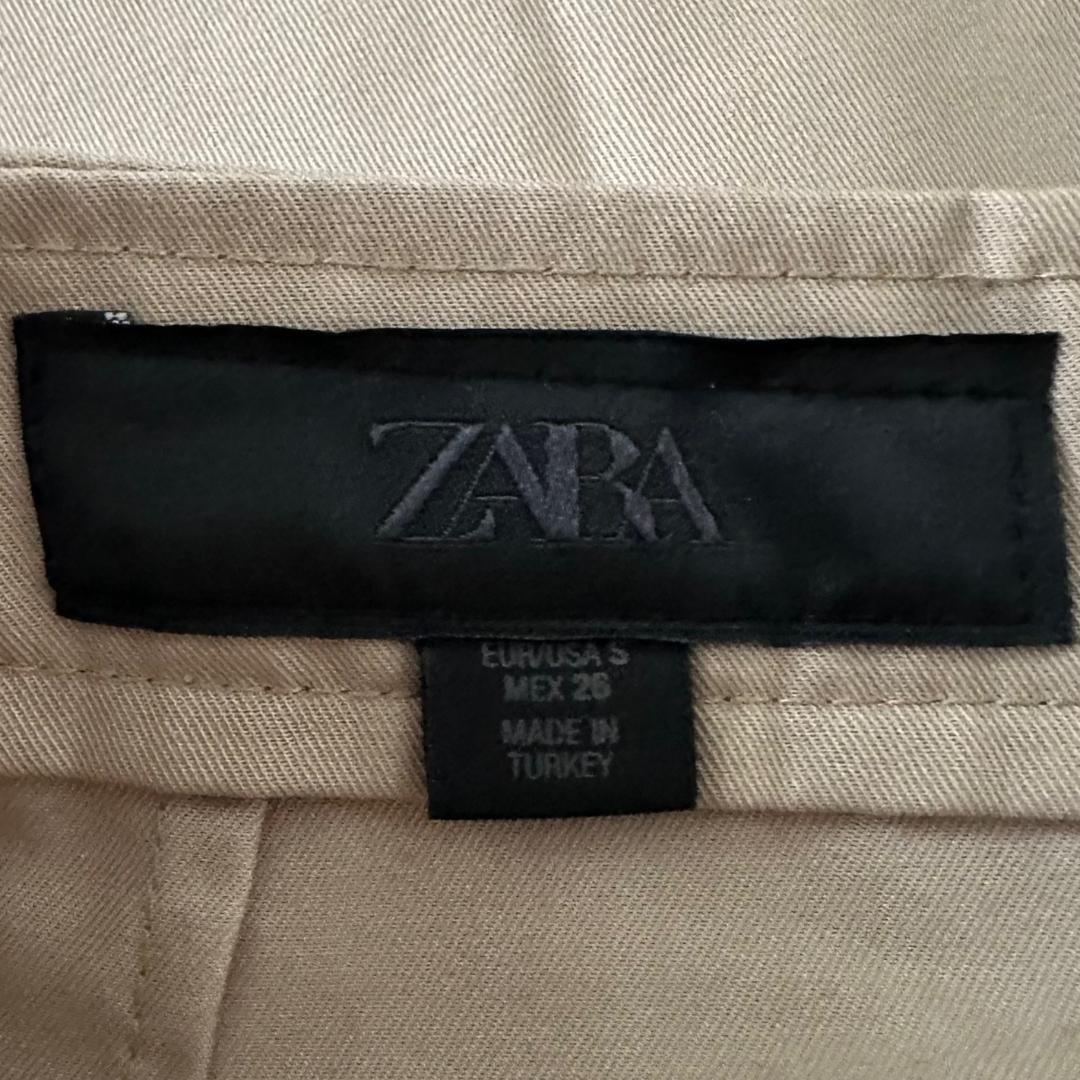 ZARA
EUR/USA S
MEX 26
MADE IN
TURKEY